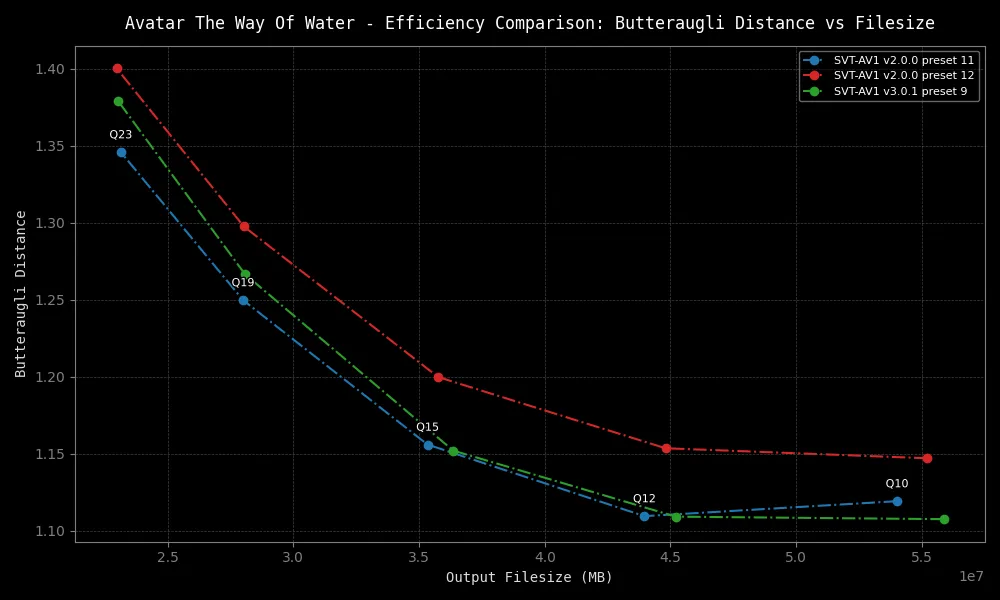 Avatar The Way Of Water - Efficiency Comparison: Butteraugli Distance vs Filesize
SVT-AV1 v2.0.0 preset 11
SVT-AV1 v2.0.0 preset 12
SVT-AV1 v3.0.1 preset 9
Butteraugli Distance
1.40
1.35
1.30
1.25
1.20
1.15
1.10
Q23
Q19
Q15
Q12
Q10
2.5 3.0 3.5 4.0 4.5 5.0 5.5
1e7
Output Filesize (MB)